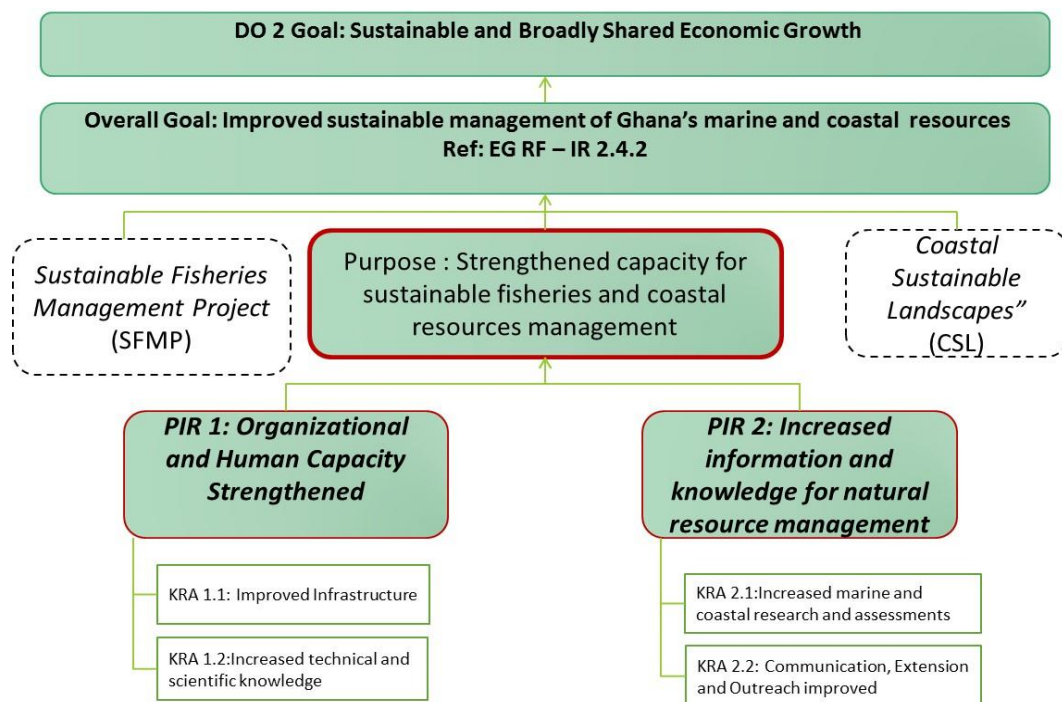 DO 2 Goal: Sustainable and Broadly Shared Economic Growth
Overall Goal: Improved sustainable management of Ghana’s marine and coastal resources
Ref: EG RF – IR 2.4.2
Sustainable Fisheries
Management Project
(SFMP)
Purpose : Strengthened capacity for
sustainable fisheries and coastal
resources management
Coastal
Sustainable
Landscapes”
(CSL)
PIR 1: Organizational
and Human Capacity
Strengthened
PIR 2: Increased
information and
knowledge for natural
resource management
KRA 1.1: Improved Infrastructure
KRA 1.2:Increased technical and
scientific knowledge
KRA 2.1:Increased marine and
coastal research and assessments
KRA 2.2: Communication, Extension
and Outreach improved